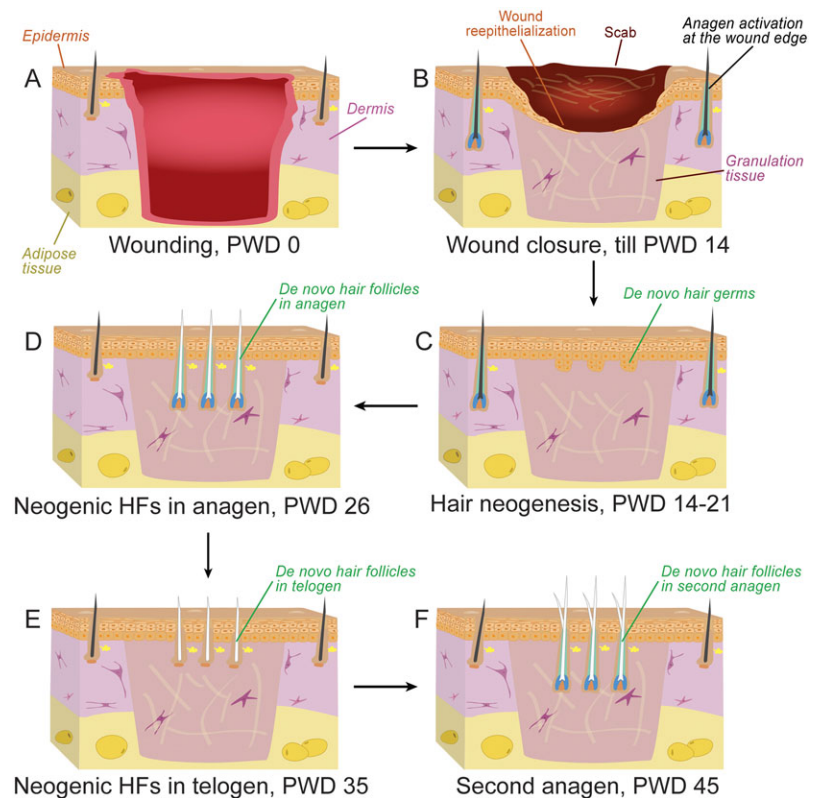 Epidermis
A
Dermis
Adipose
tissue
Wounding, PWD 0
Wound
reepithelialization
Scab
Anagen activation
at the wound edge
B
Granulation
tissue
Wound closure, till PWD 14
De novo hair germs
C
Hair neogenesis, PWD 14-21
De novo hair follicles
in anagen
D
Neogenic HFs in anagen, PWD 26
De novo hair follicles
in telogen
E
Neogenic HFs in telogen, PWD 35
De novo hair follicles
in second anagen
F
Second anagen, PWD 45